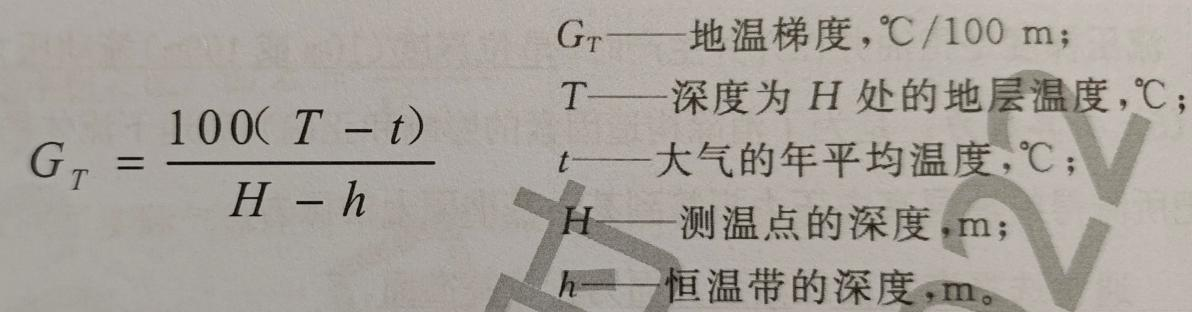 G_T = 100( T − t) / H − h
G_T——地温梯度,℃/100 m;
T——深度为 H 处的地层温度,℃;
t——大气的年平均温度,℃;
H——测温点的深度,m;
h——恒温带的深度,m。
22